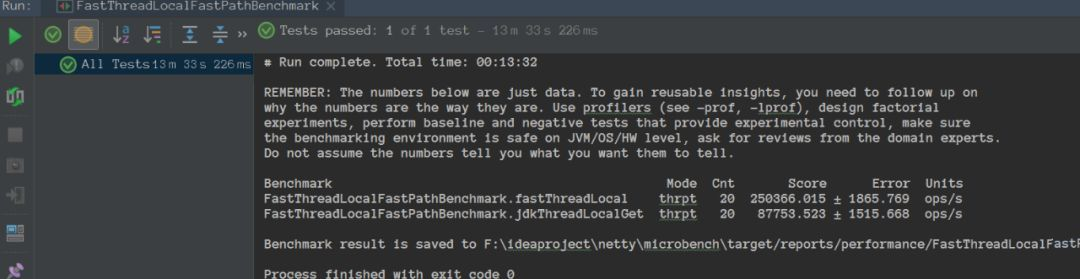 Run: FastThreadLocalFastPathBenchmark ×
Tests passed: 1 of 1 test – 13 m 33 s 226 ms
All Tests 13 m 33 s 226 ms
# Run complete. Total time: 00:13:32
REMEMBER: The numbers below are just data. To gain reusable insights, you need to follow up on
why the numbers are the way they are. Use profilers (see -prof, -lprof), design factorial
experiments, perform baseline and negative tests that provide experimental control, make sure
the benchmarking environment is safe on JVM/OS/HW level, ask for reviews from the domain experts.
Do not assume the numbers tell you what you want them to tell.
Benchmark Mode Cnt Score Error Units
FastThreadLocalFastPathBenchmark.fastThreadLocal thrpt 20 250366.015 ± 1865.769 ops/s
FastThreadLocalFastPathBenchmark.jdkThreadLocalGet thrpt 20 87753.523 ± 1515.668 ops/s
Benchmark result is saved to F:\ideaproject\netty\microbench\target/reports/performance/FastThreadLocalFast
Process finished with exit code 0